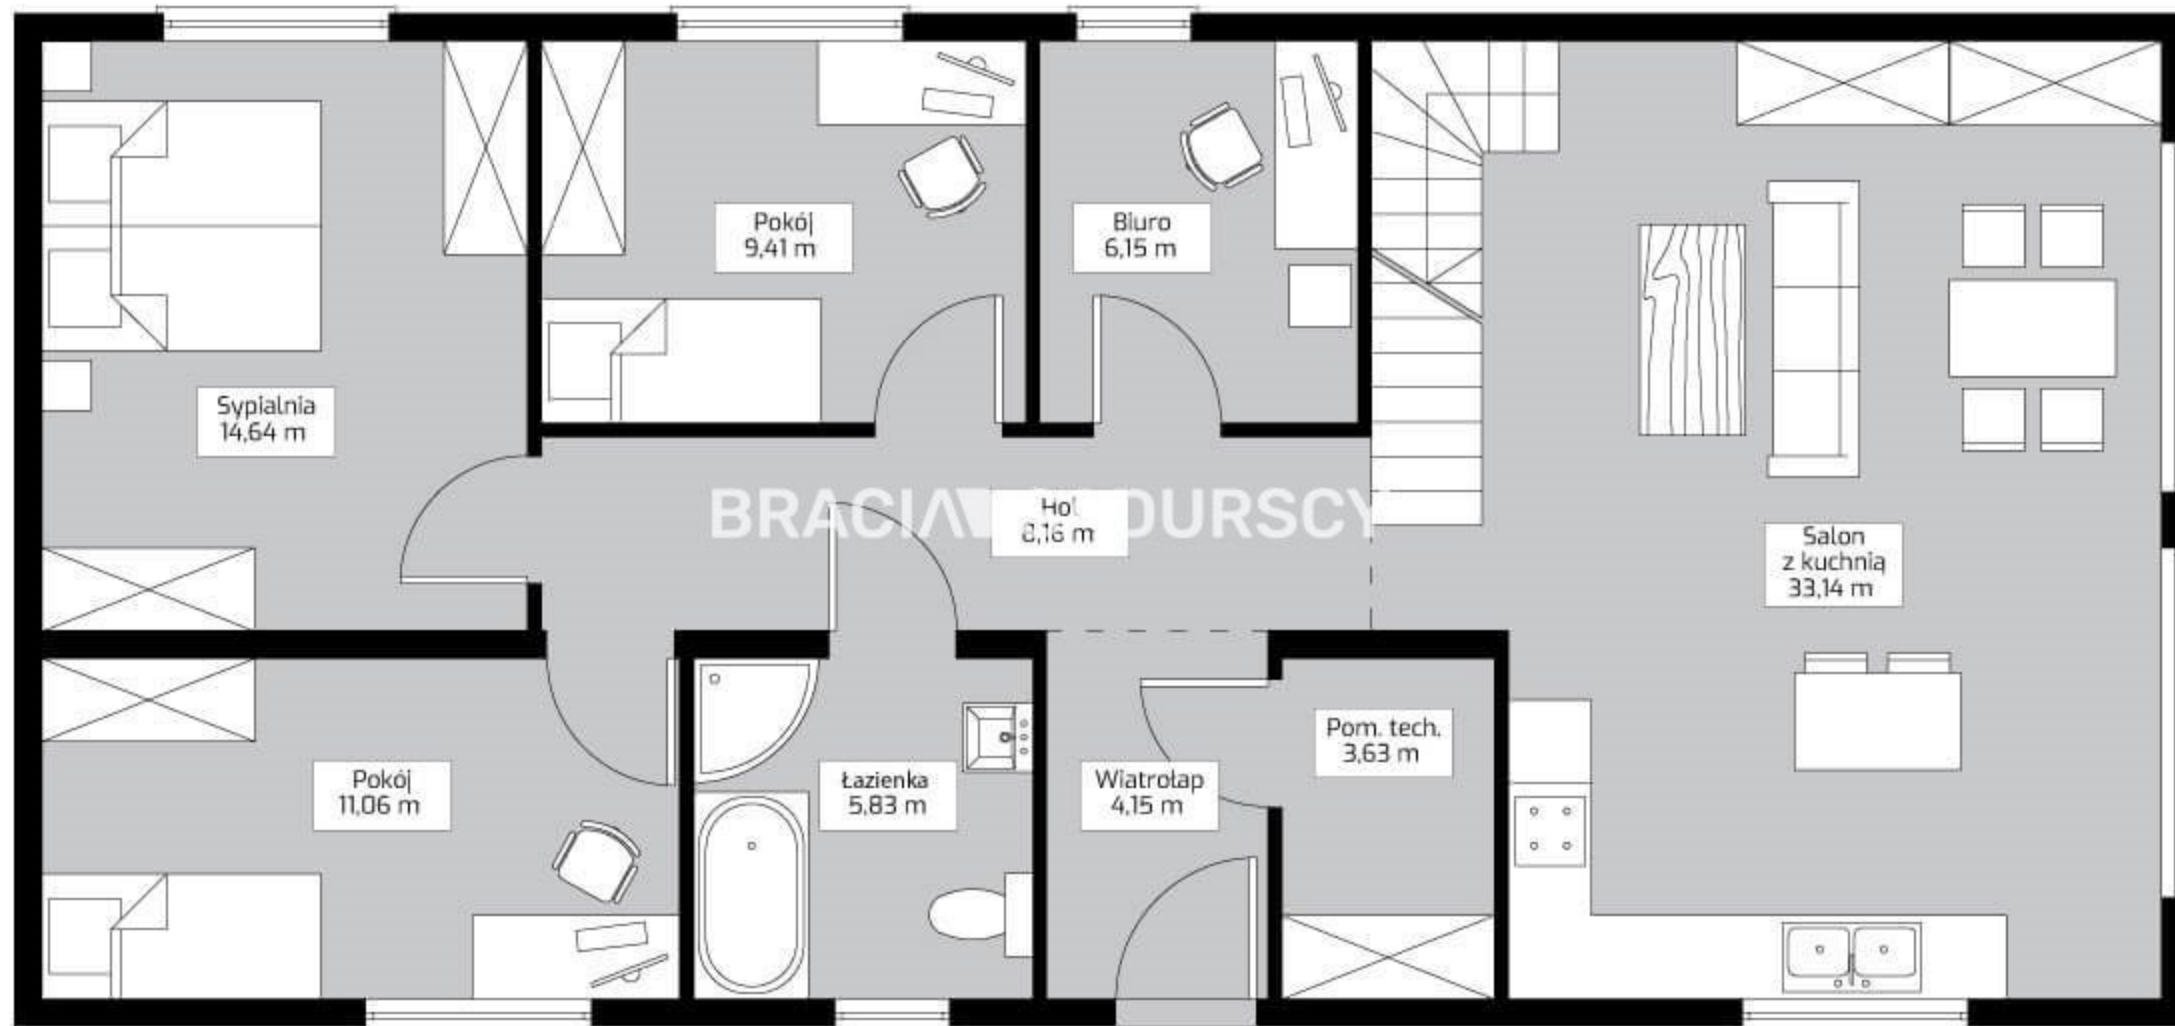 Pokój
9,41 m
Biuro
6,15 m
Sypialnia
14,64 m
BRACIA
Hol
8,16 m
Salon
z kuchnią
33,14 m
Pom. tech.
3,63 m
Pokój
11,06 m
Łazienka
5,83 m
Wiatrołap
4,15 m